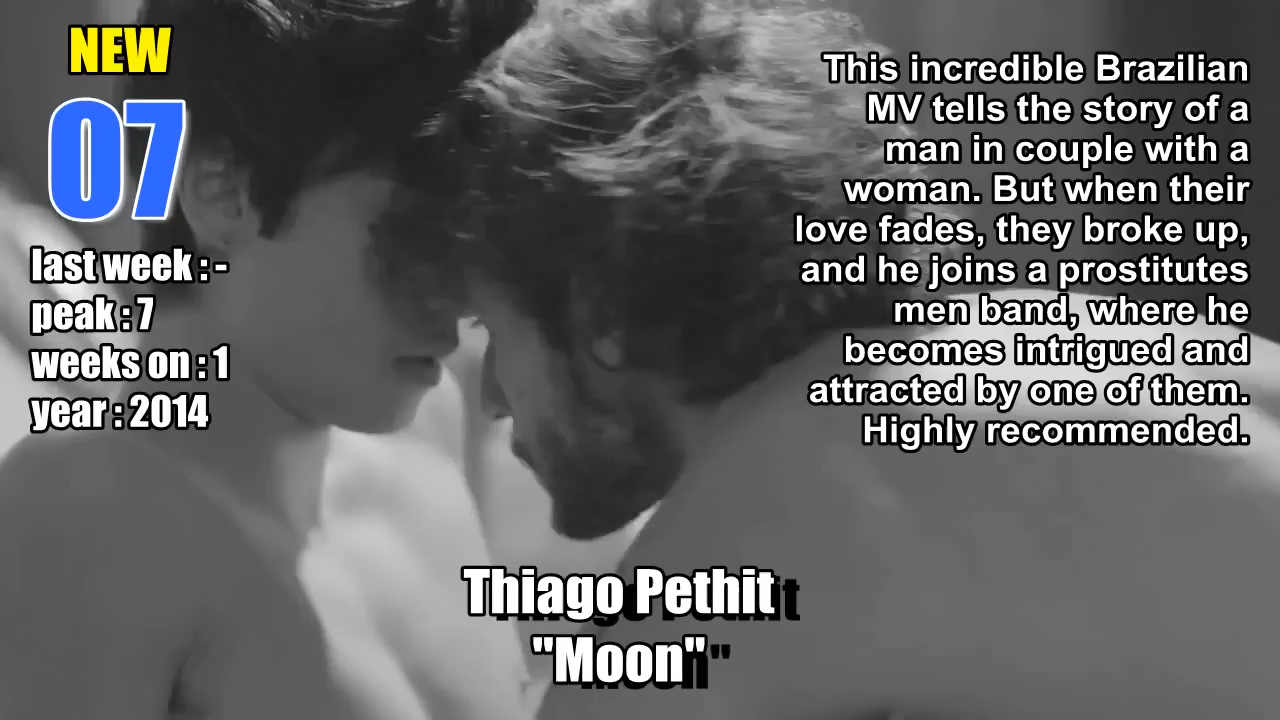 NEW
07
last week : -
peak : 7
weeks on : 1
year : 2014
This incredible Brazilian
MV tells the story of a
man in couple with a
woman. But when their
love fades, they broke up,
and he joins a prostitutes
men band, where he
becomes intrigued and
attracted by one of them.
Highly recommended.
Thiago Pethit
"Moon"